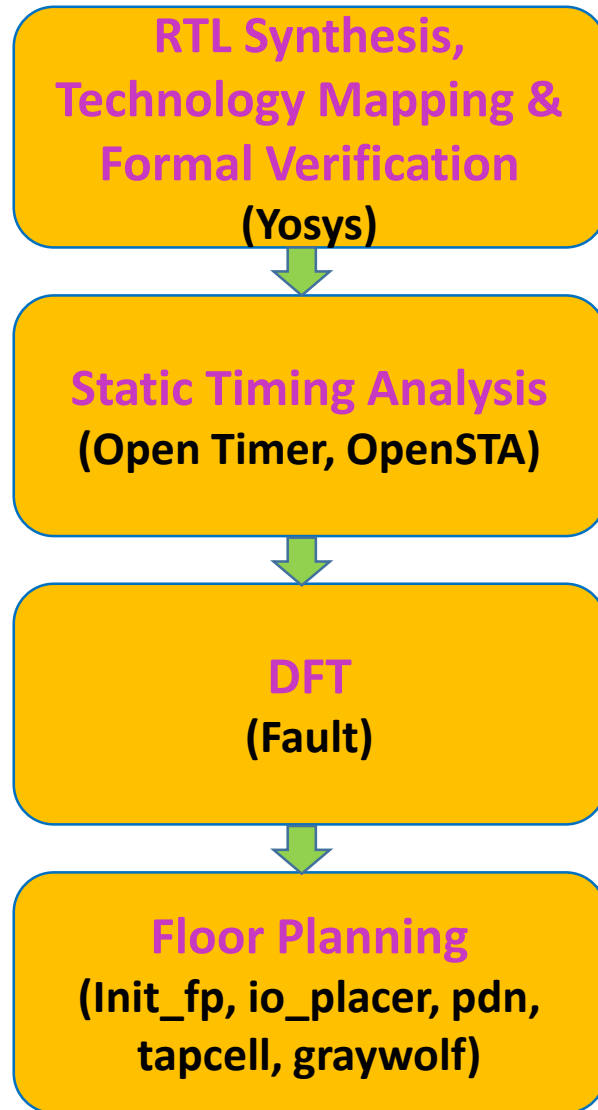 RTL Synthesis,
Technology Mapping &
Formal Verification
(Yosys)
Static Timing Analysis
(Open Timer, OpenSTA)
DFT
(Fault)
Floor Planning
(Init_fp, io_placer, pdn,
tapcell, graywolf)